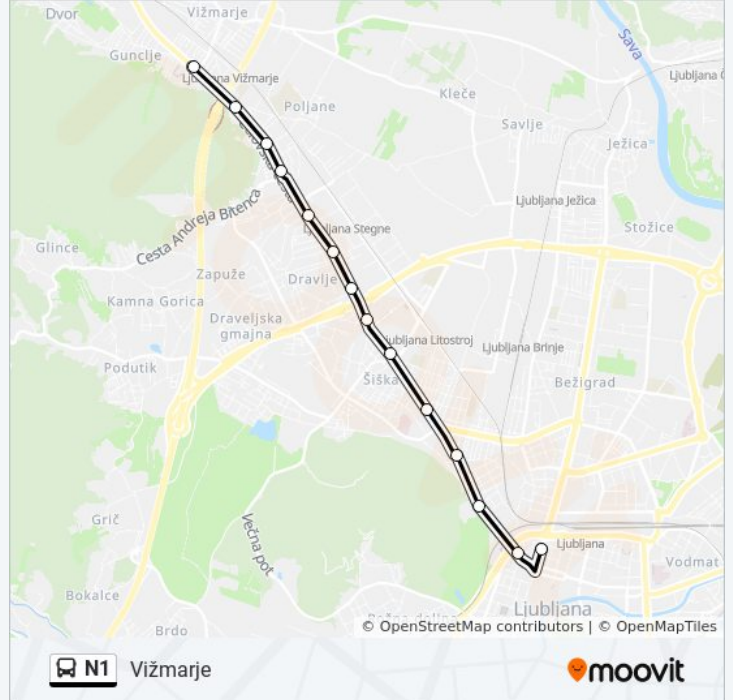 Dvor
Vižmarje
Gunclje
Ljubljana Vižmarje
Sava
Poljane
Kleče
Savlje
Ježica
Cesta Andreja Bitenca
Ljubljana Ježica
Glince
Ljubljana Stegne
Stožice
Zapuže
Dravlje
Kamna Gorica
Draveljska
gmajna
Ljubljana Litostroj
Ljubljana Brinje
Podutik
Šiška
Bežigrad
Grič
Večna pot
Ljubljana
Vodmat
Bokalce
Ljubljana
Brdo
© OpenStreetMap contributors | © OpenMapTiles
N1 Vižmarje
moovit